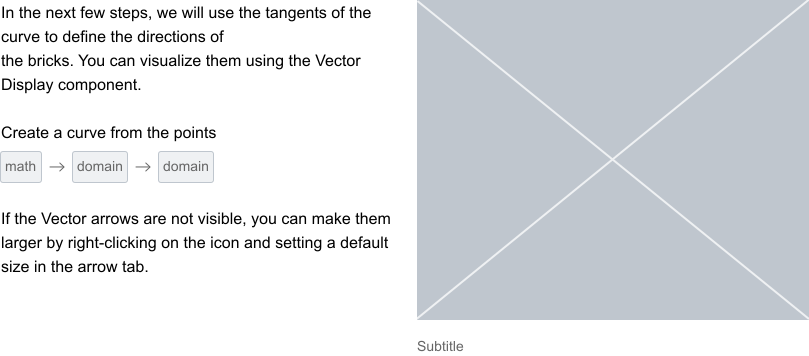 In the next few steps, we will use the tangents of the
curve to define the directions of
the bricks. You can visualize them using the Vector
Display component.
Create a curve from the points
math → domain → domain
If the Vector arrows are not visible, you can make them
larger by right-clicking on the icon and setting a default
size in the arrow tab.
Subtitle